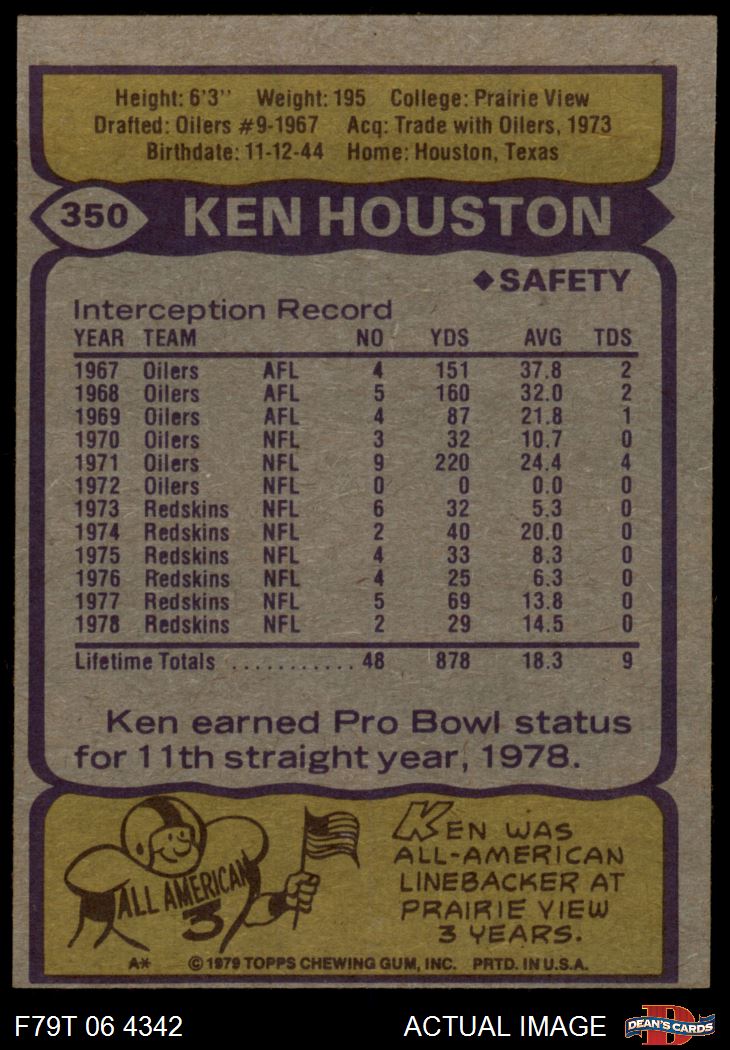 Height: 6'3'' Weight: 195 College: Prairie View
Drafted: Oilers #9-1967 Acq: Trade with Oilers, 1973
Birthdate: 11-12-44 Home: Houston, Texas
350 KEN HOUSTON
◆SAFETY
Interception Record
YEAR TEAM NO YDS AVG TDS
1967 Oilers AFL 4 151 37.8 2
1968 Oilers AFL 5 160 32.0 2
1969 Oilers AFL 4 87 21.8 1
1970 Oilers NFL 3 32 10.7 0
1971 Oilers NFL 9 220 24.4 4
1972 Oilers NFL 0 0 0.0 0
1973 Redskins NFL 6 32 5.3 0
1974 Redskins NFL 2 40 20.0 0
1975 Redskins NFL 4 33 8.3 0
1976 Redskins NFL 4 25 6.3 0
1977 Redskins NFL 5 69 13.8 0
1978 Redskins NFL 2 29 14.5 0
Lifetime Totals ........... 48 878 18.3 9
Ken earned Pro Bowl status
for 11th straight year, 1978.
ALL AMERICAN
3
KEN WAS
ALL-AMERICAN
LINEBACKER AT
PRAIRIE VIEW
3 YEARS.
A* © 1979 TOPPS CHEWING GUM, INC. PRTD. IN U.S.A.
F79T 06 4342 ACTUAL IMAGE
D
DEAN'S CARDS